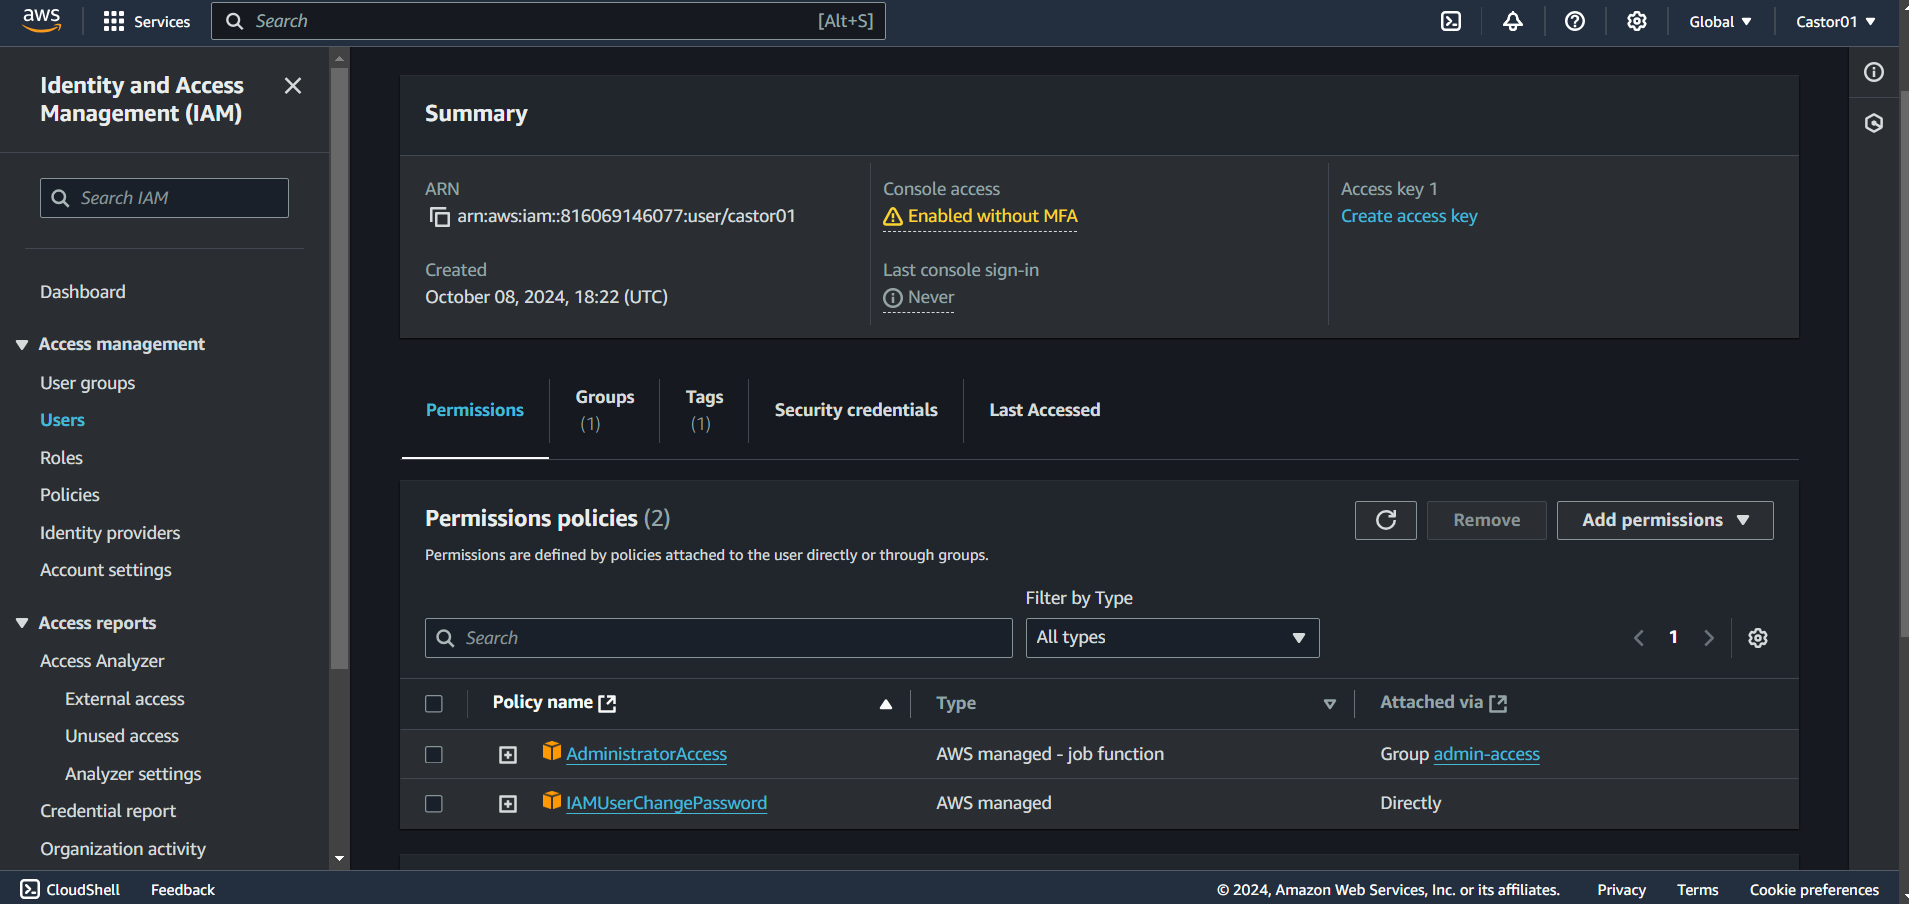 aws
Services
Search
[Alt+S]
Global
Castor01
Identity and Access
Management (IAM)
Search IAM
Dashboard
Access management
User groups
Users
Roles
Policies
Identity providers
Account settings
Access reports
Access Analyzer
External access
Unused access
Analyzer settings
Credential report
Organization activity
Summary
ARN
arn:aws:iam::816069146077:user/castor01
Created
October 08, 2024, 18:22 (UTC)
Console access
Enabled without MFA
Last console sign-in
Never
Access key 1
Create access key
Permissions
Groups
(1)
Tags
(1)
Security credentials
Last Accessed
Permissions policies (2)
Remove
Add permissions
Permissions are defined by policies attached to the user directly or through groups.
Filter by Type
Search
All types
1
Policy name
Type
Attached via
AdministratorAccess
AWS managed - job function
Group admin-access
IAMUserChangePassword
AWS managed
Directly
CloudShell
Feedback
© 2024, Amazon Web Services, Inc. or its affiliates.
Privacy
Terms
Cookie preferences